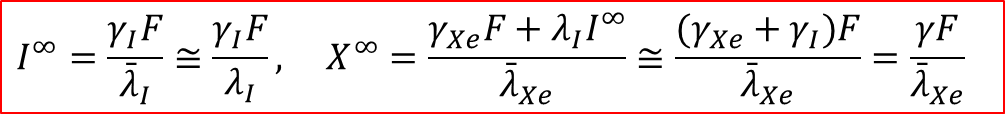 I^∞ = γ_I F / λ̄_I ≅ γ_I F / λ_I , X^∞ = (γ_Xe F + λ_I I^∞) / λ̄_Xe ≅ (γ_Xe + γ_I)F / λ̄_Xe = γF / λ̄_Xe